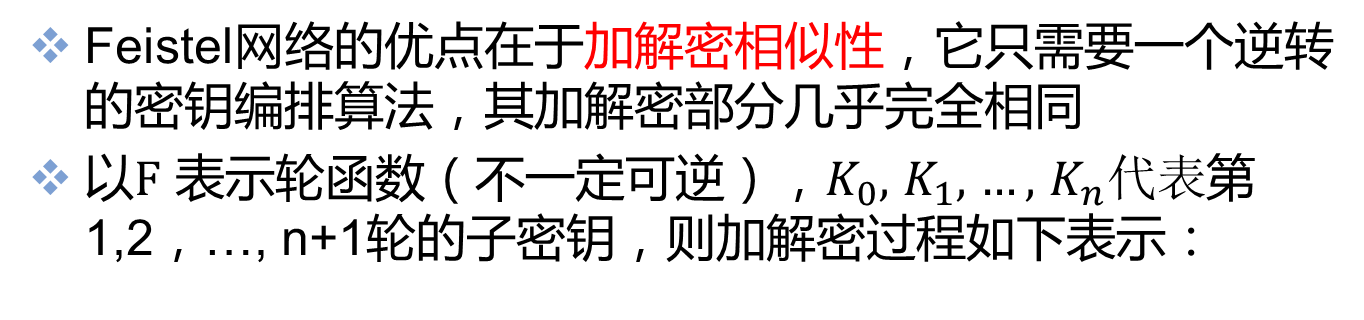 ❖ Feistel网络的优点在于加解密相似性，它只需要一个逆转
的密钥编排算法，其加解密部分几乎完全相同
❖ 以F 表示轮函数（不一定可逆），𝐾₀, 𝐾₁, … , 𝐾ₙ代表第
1,2，…, n+1轮的子密钥，则加解密过程如下表示：